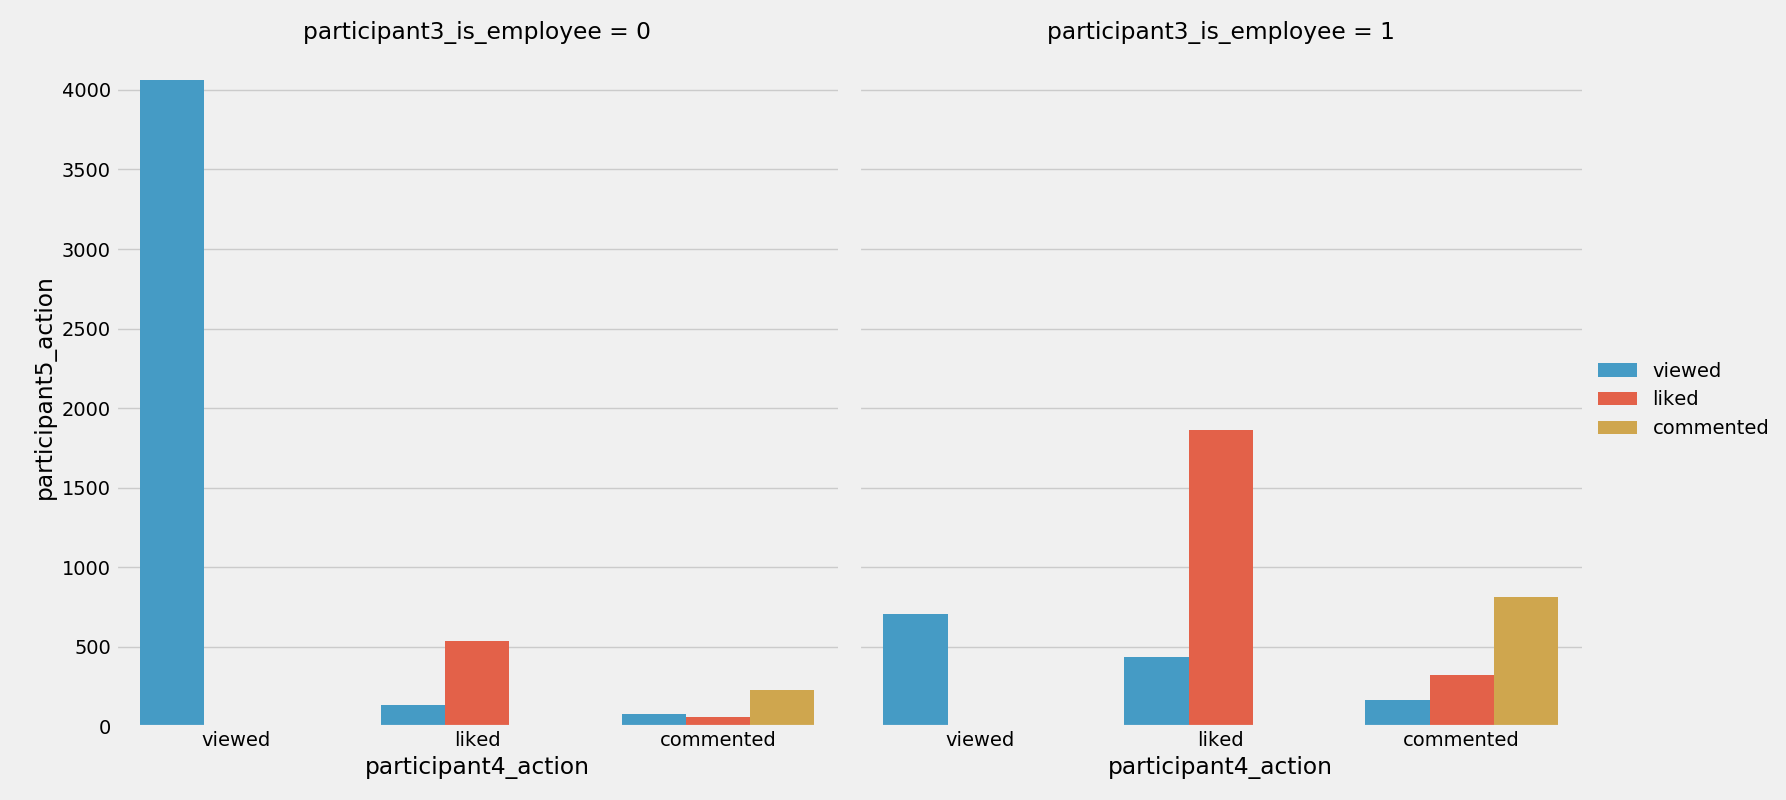 participant3_is_employee = 0
participant3_is_employee = 1
participant5_action
4000
3500
3000
2500
2000
1500
1000
500
0
viewed
liked
commented
participant4_action
viewed
liked
commented
participant4_action
viewed
liked
commented